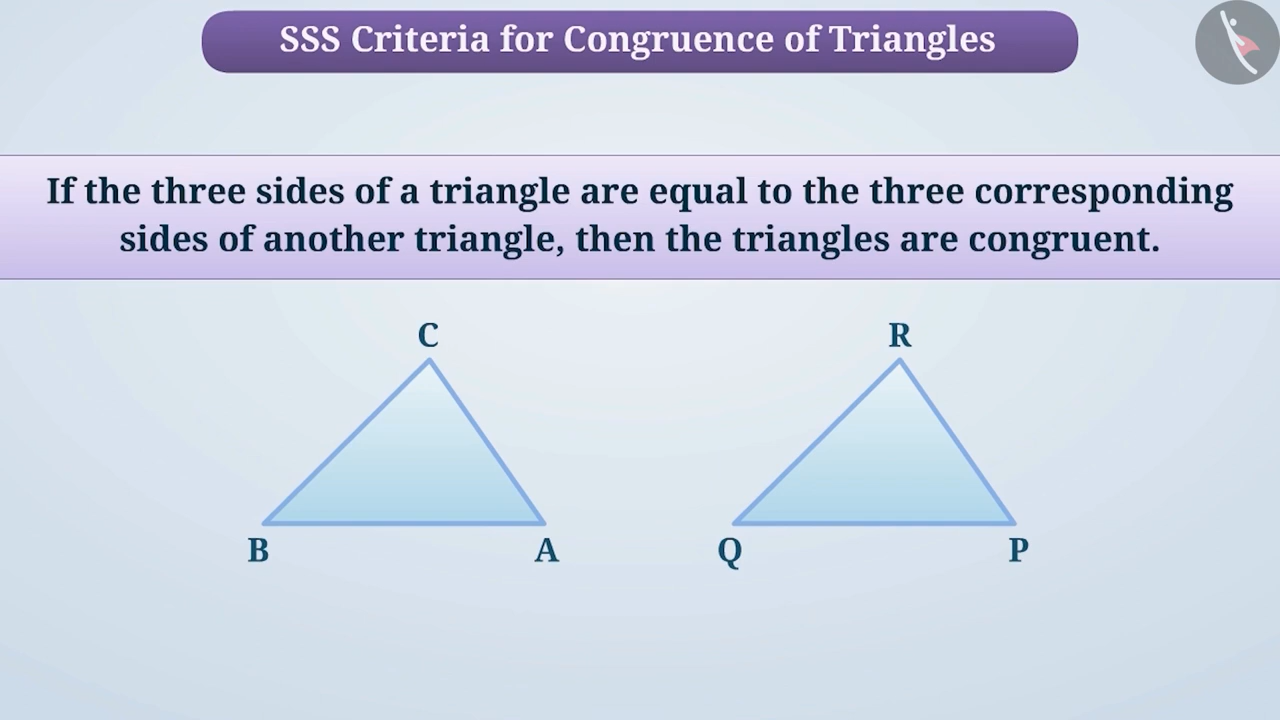 SSS Criteria for Congruence of Triangles
If the three sides of a triangle are equal to the three corresponding
sides of another triangle, then the triangles are congruent.
C R
B A Q P